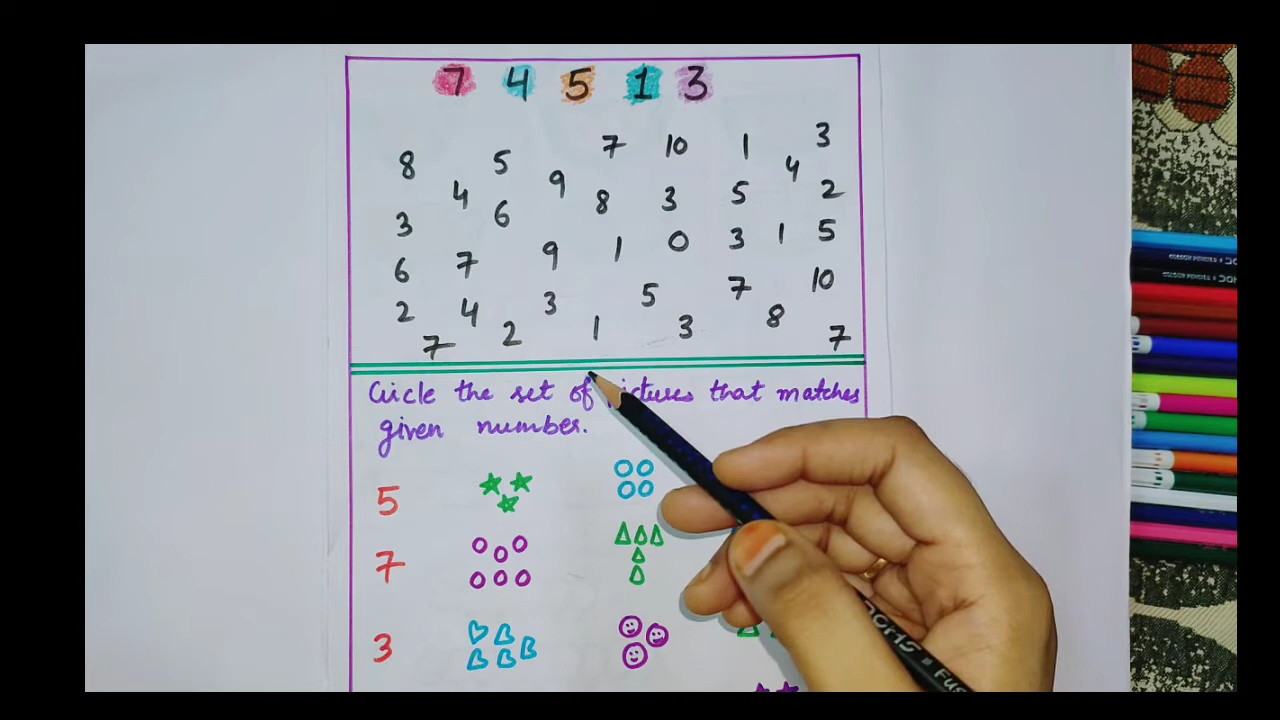 7 4 5 1 3
7 10 1 3
8 5 9 4
4 8 3 5 2
3 6
9 1 0 3 1 5
6 7
5 7 10
2 4 3
7 2 1 3 8 7
Circle the set of pictures that matches
given number.
5
7
3